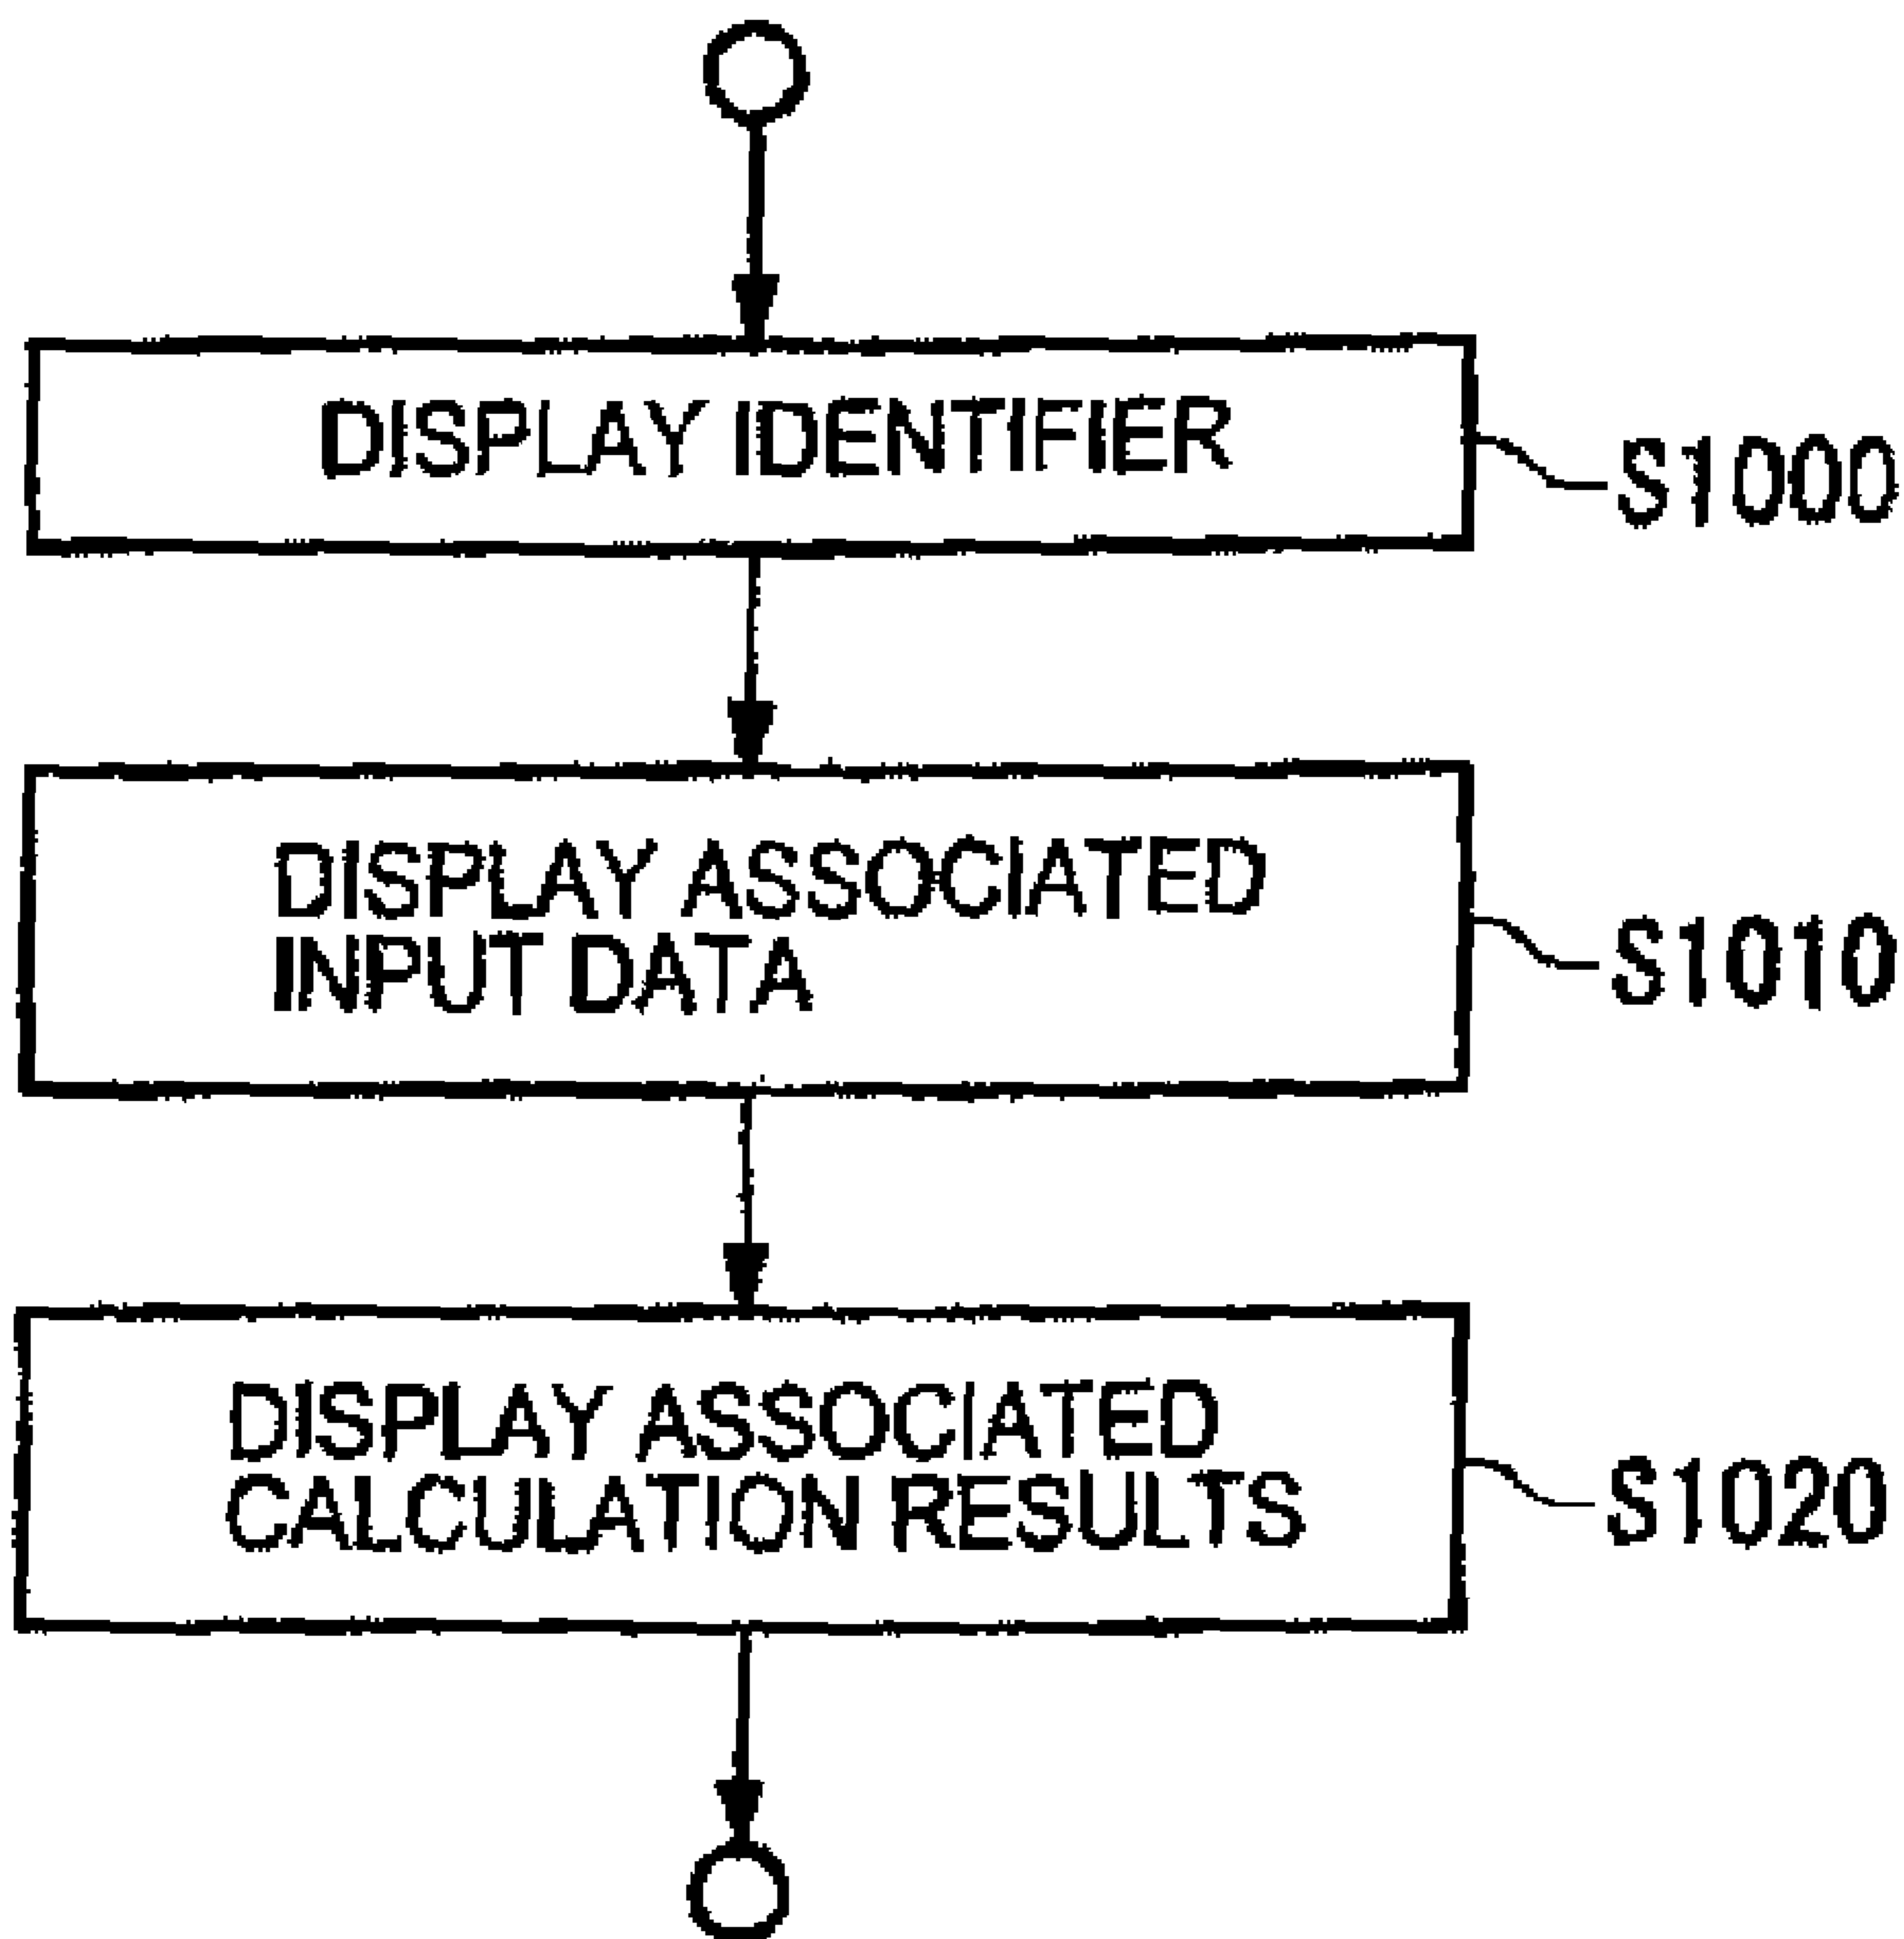 DISPLAY IDENTIFIER
S1000
DISPLAY ASSOCIATED
INPUT DATA
S1010
DISPLAY ASSOCIATED
CALCULATION RESULTS
S1020